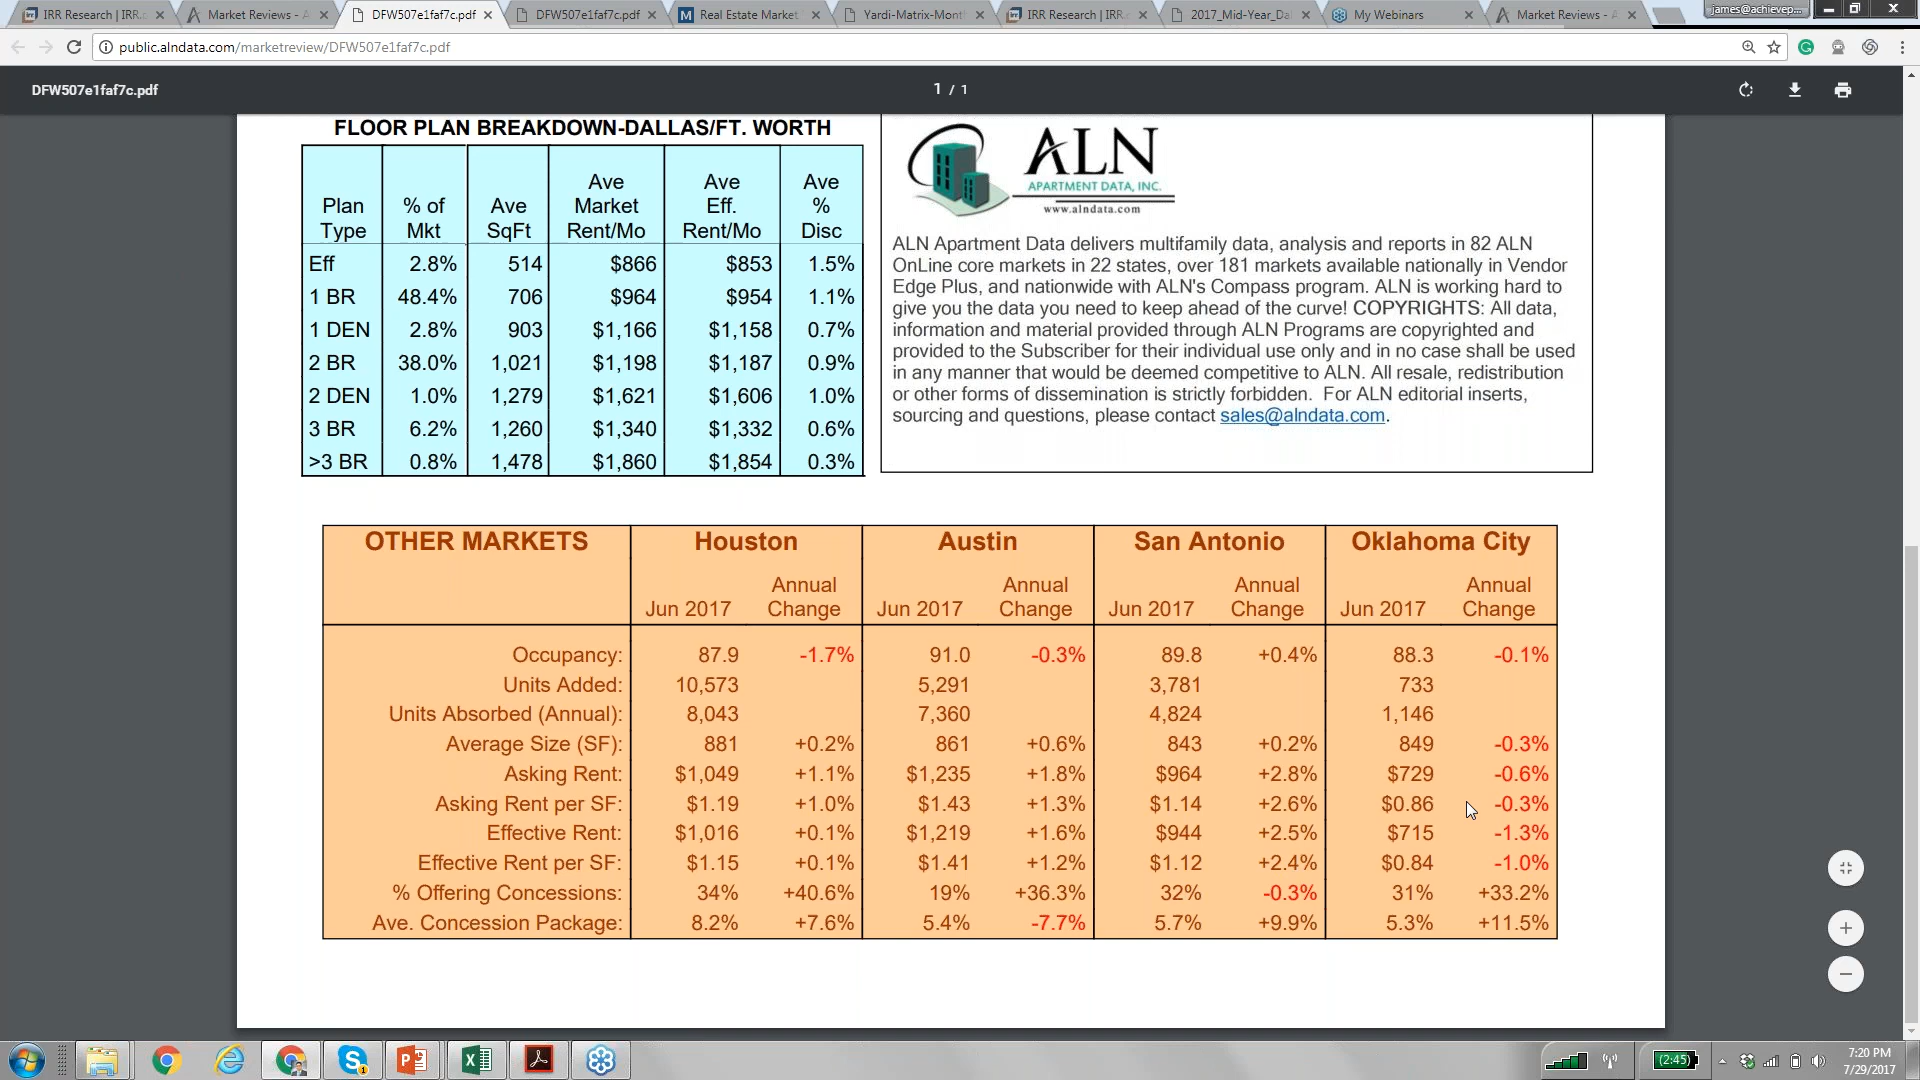 IRR Research | IRR.
Market Reviews - A
DFW507e1faf7c.pdf
DFW507e1faf7c.pdf
Real Estate Market
Yardi-Matrix-Mont
IRR Research | IRR.
2017_Mid-Year_Da
My Webinars
Market Reviews - A
james@achievep...
public.alndata.com/marketreview/DFW507e1faf7c.pdf
DFW507e1faf7c.pdf
1 / 1
FLOOR PLAN BREAKDOWN-DALLAS/FT. WORTH
Plan Type % of Mkt Ave SqFt Ave Market Rent/Mo Ave Eff. Rent/Mo Ave % Disc
Eff 2.8% 514 $866 $853 1.5%
1 BR 48.4% 706 $964 $954 1.1%
1 DEN 2.8% 903 $1,166 $1,158 0.7%
2 BR 38.0% 1,021 $1,198 $1,187 0.9%
2 DEN 1.0% 1,279 $1,621 $1,606 1.0%
3 BR 6.2% 1,260 $1,340 $1,332 0.6%
>3 BR 0.8% 1,478 $1,860 $1,854 0.3%
ALN
APARTMENT DATA, INC.
www.alndata.com
ALN Apartment Data delivers multifamily data, analysis and reports in 82 ALN
OnLine core markets in 22 states, over 181 markets available nationally in Vendor
Edge Plus, and nationwide with ALN's Compass program. ALN is working hard to
give you the data you need to keep ahead of the curve! COPYRIGHTS: All data,
information and material provided through ALN Programs are copyrighted and
provided to the Subscriber for their individual use only and in no case shall be used
in any manner that would be deemed competitive to ALN. All resale, redistribution
or other forms of dissemination is strictly forbidden. For ALN editorial inserts,
sourcing and questions, please contact sales@alndata.com.
OTHER MARKETS Houston Austin San Antonio Oklahoma City
Jun 2017 Annual Change Jun 2017 Annual Change Jun 2017 Annual Change Jun 2017 Annual Change
Occupancy: 87.9 -1.7% 91.0 -0.3% 89.8 +0.4% 88.3 -0.1%
Units Added: 10,573 5,291 3,781 733
Units Absorbed (Annual): 8,043 7,360 4,824 1,146
Average Size (SF): 881 +0.2% 861 +0.6% 843 +0.2% 849 -0.3%
Asking Rent: $1,049 +1.1% $1,235 +1.8% $964 +2.8% $729 -0.6%
Asking Rent per SF: $1.19 +1.0% $1.43 +1.3% $1.14 +2.6% $0.86 -0.3%
Effective Rent: $1,016 +0.1% $1,219 +1.6% $944 +2.5% $715 -1.3%
Effective Rent per SF: $1.15 +0.1% $1.41 +1.2% $1.12 +2.4% $0.84 -1.0%
% Offering Concessions: 34% +40.6% 19% +36.3% 32% -0.3% 31% +33.2%
Ave. Concession Package: 8.2% +7.6% 5.4% -7.7% 5.7% +9.9% 5.3% +11.5%
(2:45)
7:20 PM
7/29/2017